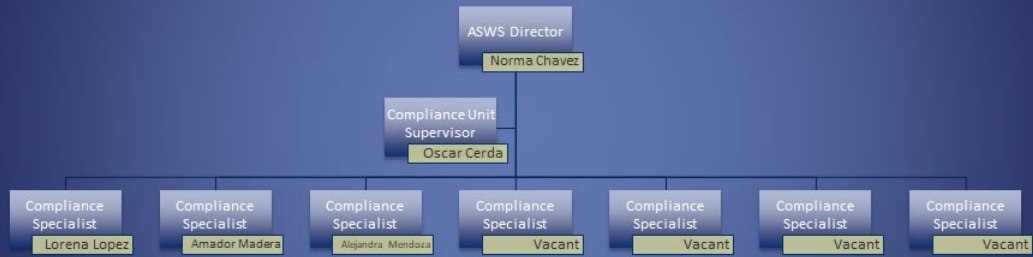 ASWS Director
Norma Chavez
Compliance Unit
Supervisor
Oscar Cerda
Compliance
Specialist
Lorena Lopez
Compliance
Specialist
Amador Madera
Compliance
Specialist
Alejandra Mendoza
Compliance
Specialist
Vacant
Compliance
Specialist
Vacant
Compliance
Specialist
Vacant
Compliance
Specialist
Vacant